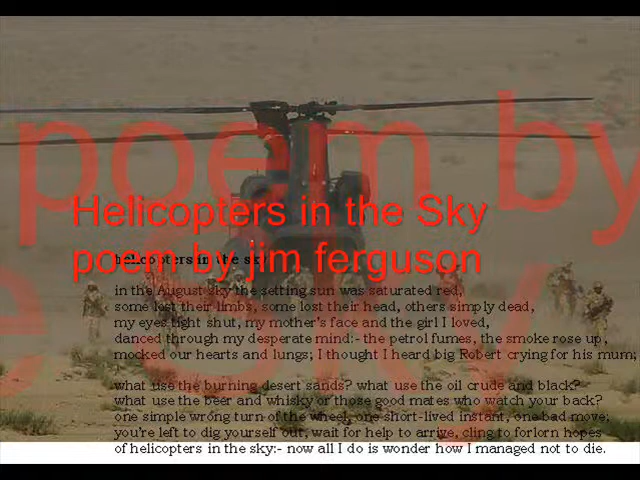 poem by
e Sky
Helicopters in the Sky
poem by jim ferguson
helicopters in the sky
in the August sky the setting sun was saturated red,
some lost their limbs, some lost their head, others simply dead,
my eyes tight shut, my mother's face and the girl I loved,
danced through my desperate mind:- the petrol fumes, the smoke rose up,
mocked our hearts and lungs; I thought I heard big Robert crying for his mum;
what use the burning desert sands? what use the oil crude and black?
what use the beer and whisky or those good mates who watch your back?
one simple wrong turn of the wheel, one short-lived instant, one bad move;
you're left to dig yourself out, wait for help to arrive, cling to forlorn hopes
of helicopters in the sky:- now all I do is wonder how I managed not to die.